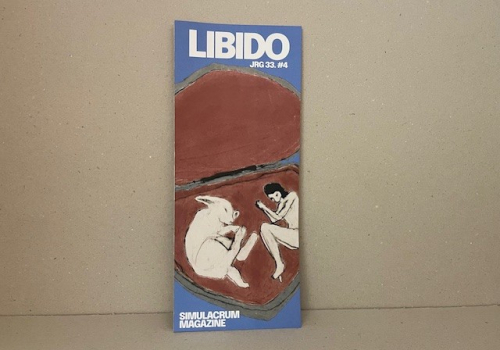 LIBIDO
JRG 33. #4
SIMULACRUM
MAGAZINE